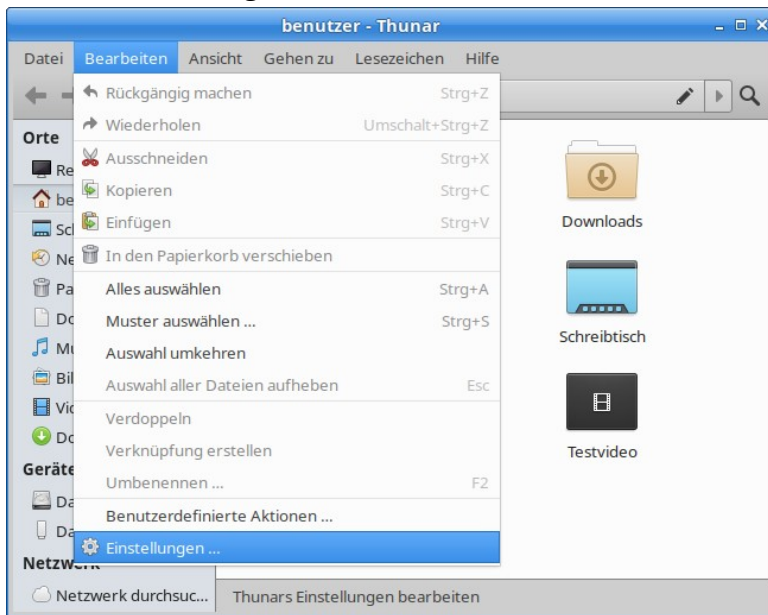 benutzer - Thunar
Datei Bearbeiten Ansicht Gehen zu Lesezeichen Hilfe
Rückgängig machen Strg+Z
Wiederholen Umschalt+Strg+Z
Orte
Ausschneiden Strg+X
Kopieren Strg+C
Einfügen Strg+V
Downloads
In den Papierkorb verschieben
Alles auswählen Strg+A
Muster auswählen ... Strg+S
Schreibtisch
Auswahl umkehren
Auswahl aller Dateien aufheben Esc
Verdoppeln
Verknüpfung erstellen
Testvideo
Geräte
Umbenennen ... F2
Benutzerdefinierte Aktionen ...
Einstellungen ...
Netzwerk durchsuc...
Thunars Einstellungen bearbeiten